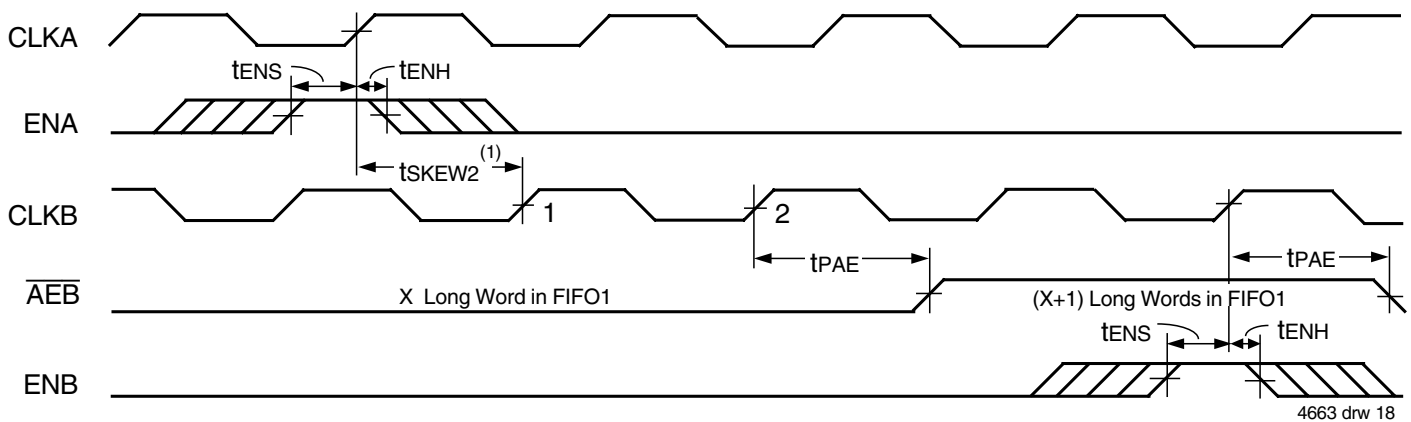 CLKA
tENS tENH
ENA
tSKEW2 (1)
CLKB 1 2
tPAE tPAE
AEB X Long Word in FIFO1 (X+1) Long Words in FIFO1
tENS tENH
ENB
4663 drw 18